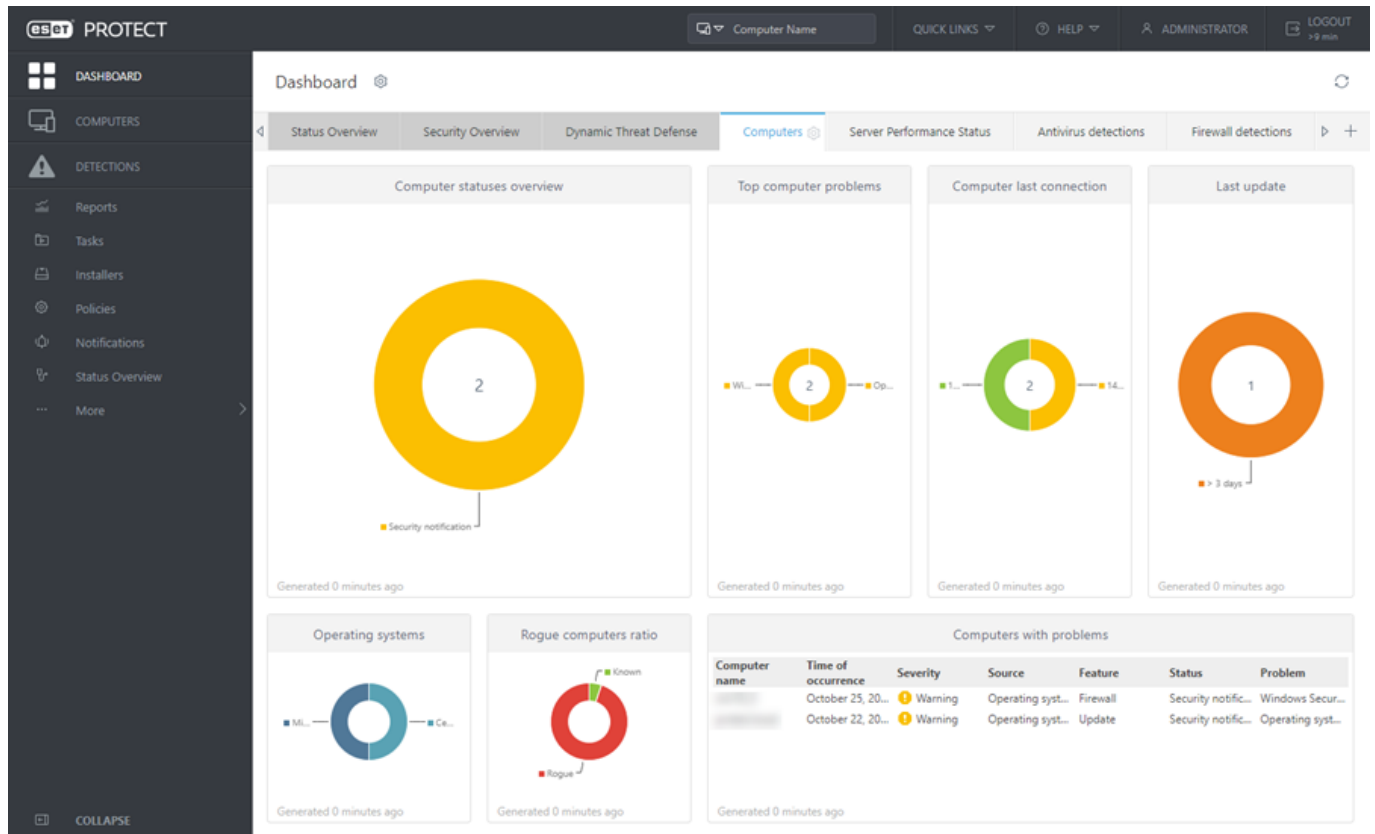 eset PROTECT
Computer Name
QUICK LINKS
HELP
ADMINISTRATOR
LOGOUT
>9 min
DASHBOARD
COMPUTERS
DETECTIONS
Reports
Tasks
Installers
Policies
Notifications
Status Overview
More
COLLAPSE
Dashboard
Status Overview
Security Overview
Dynamic Threat Defense
Computers
Server Performance Status
Antivirus detections
Firewall detections
Computer statuses overview
2
Security notification
Generated 0 minutes ago
Top computer problems
Wi...
2
Op...
Generated 0 minutes ago
Computer last connection
1...
2
14...
Generated 0 minutes ago
Last update
1
> 3 days
Generated 0 minutes ago
Operating systems
Mi...
Ce...
Generated 0 minutes ago
Rogue computers ratio
Known
Rogue
Generated 0 minutes ago
Computers with problems
Computer name Time of occurrence Severity Source Feature Status Problem
October 25, 20... Warning Operating syst... Firewall Security notific... Windows Secur...
October 22, 20... Warning Operating syst... Update Security notific... Operating syst...
Generated 0 minutes ago